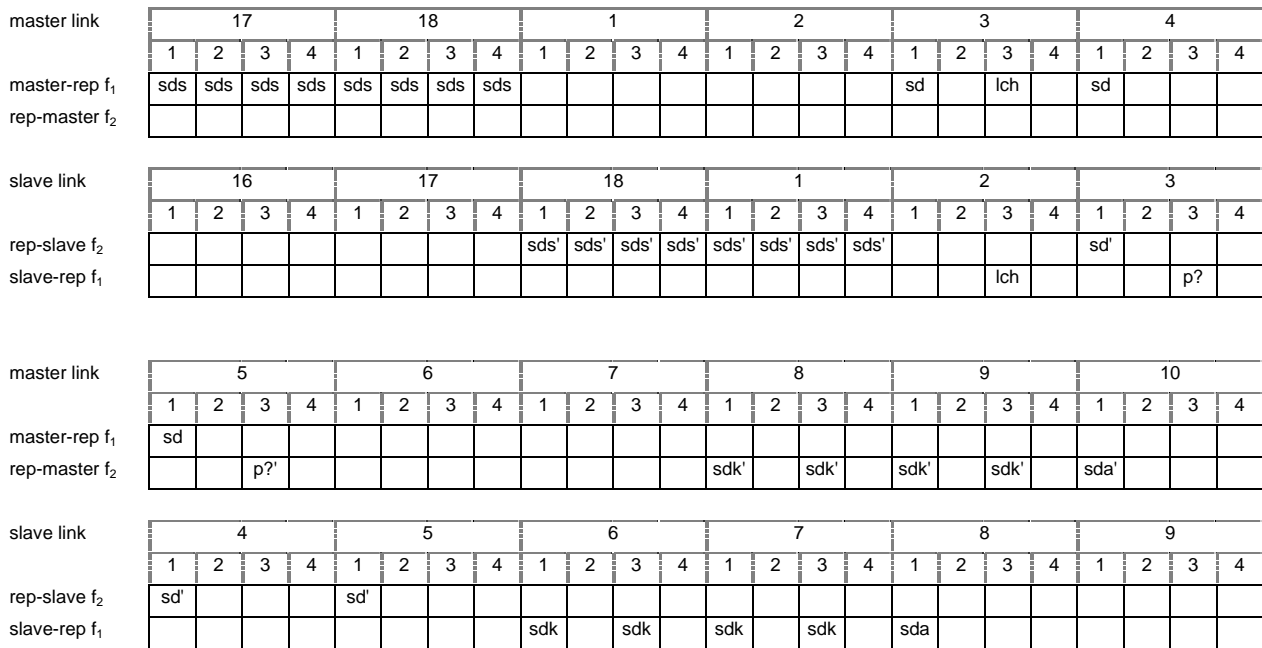 master link 17 18 1 2 3 4
1 2 3 4 1 2 3 4 1 2 3 4 1 2 3 4 1 2 3 4 1 2 3 4
master-rep f₁ sds sds sds sds sds sds sds sds sd lch sd
rep-master f₂
slave link 16 17 18 1 2 3
1 2 3 4 1 2 3 4 1 2 3 4 1 2 3 4 1 2 3 4 1 2 3 4
rep-slave f₂ sds' sds' sds' sds' sds' sds' sds' sds' sd'
slave-rep f₁ lch p?
master link 5 6 7 8 9 10
1 2 3 4 1 2 3 4 1 2 3 4 1 2 3 4 1 2 3 4 1 2 3 4
master-rep f₁ sd
rep-master f₂ p?' sdk' sdk' sdk' sdk' sda'
slave link 4 5 6 7 8 9
1 2 3 4 1 2 3 4 1 2 3 4 1 2 3 4 1 2 3 4 1 2 3 4
rep-slave f₂ sd' sd'
slave-rep f₁ sdk sdk sdk sdk sda